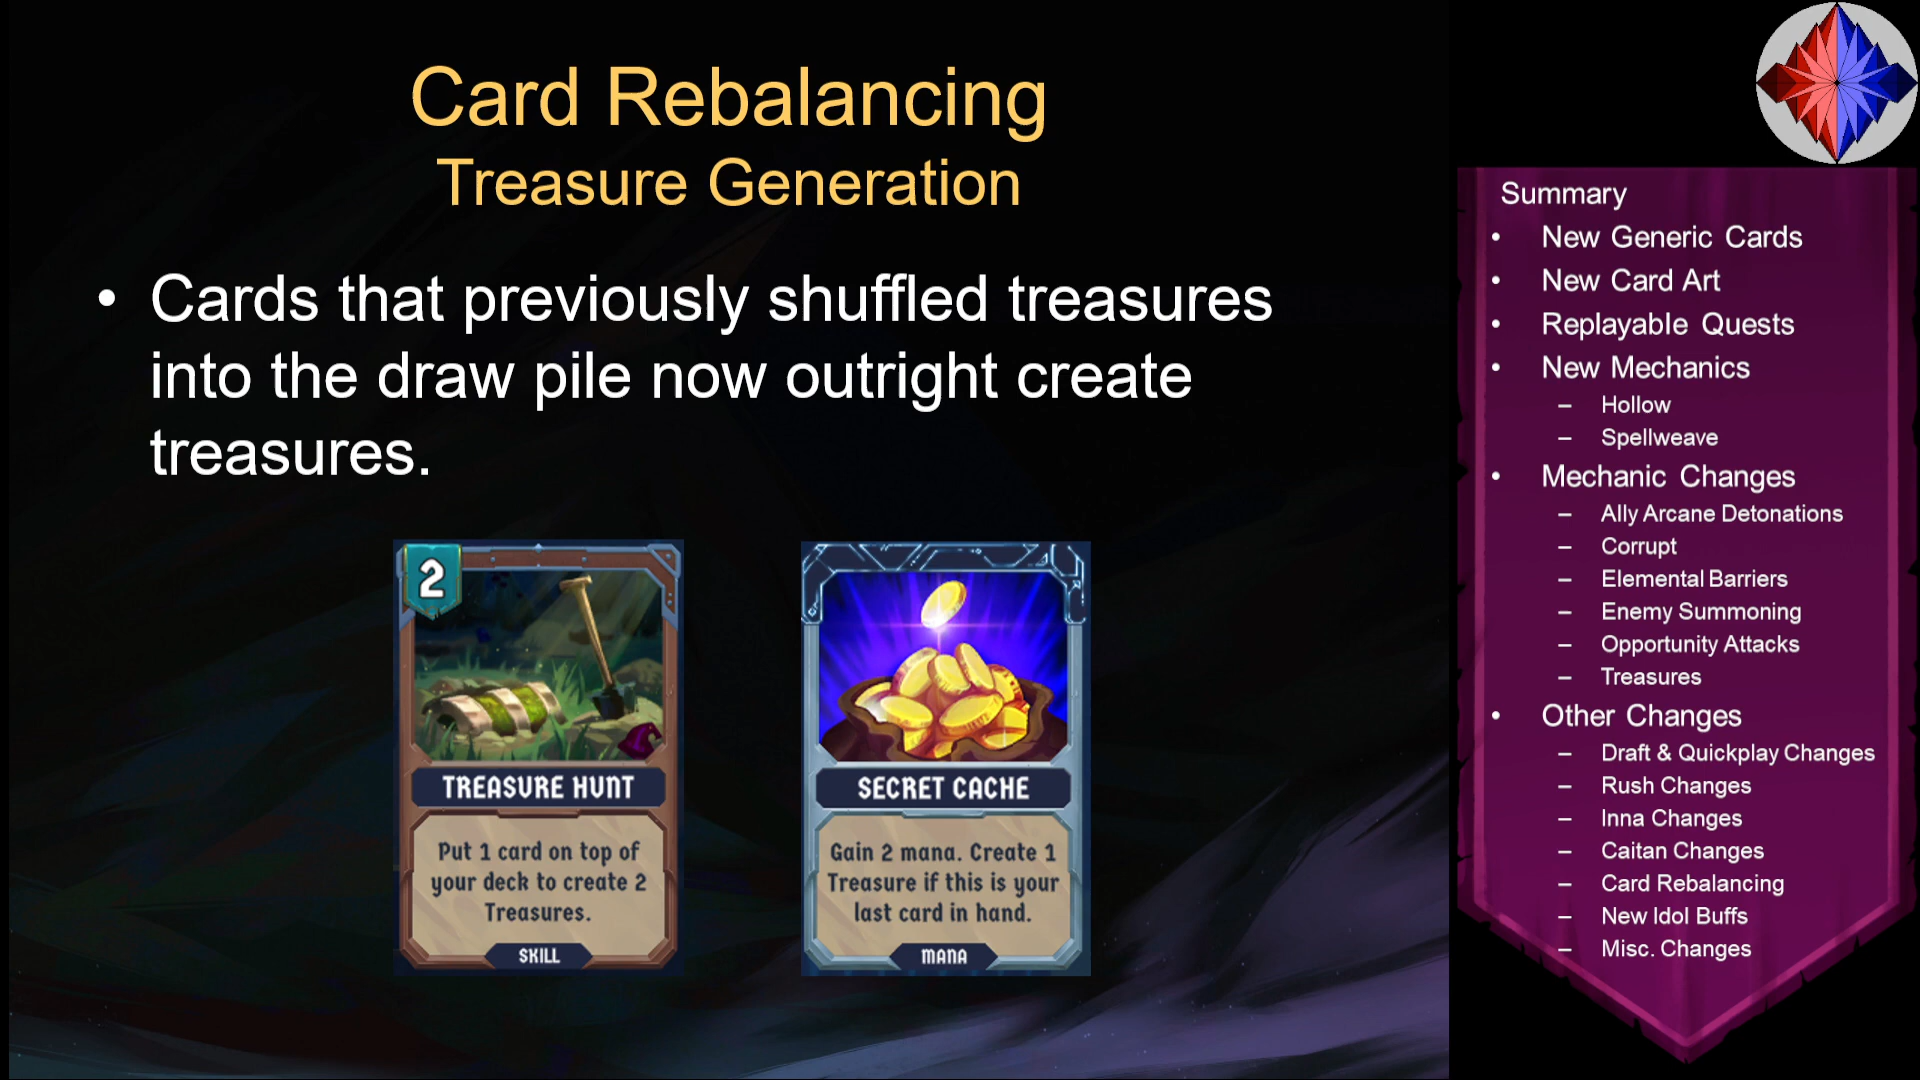 Card Rebalancing
Treasure Generation
• Cards that previously shuffled treasures
into the draw pile now outright create
treasures.
2
TREASURE HUNT
Put 1 card on top of
your deck to create 2
Treasures.
SKILL
SECRET CACHE
Gain 2 mana. Create 1
Treasure if this is your
last card in hand.
MANA
Summary
• New Generic Cards
• New Card Art
• Replayable Quests
• New Mechanics
– Hollow
– Spellweave
• Mechanic Changes
– Ally Arcane Detonations
– Corrupt
– Elemental Barriers
– Enemy Summoning
– Opportunity Attacks
– Treasures
• Other Changes
– Draft & Quickplay Changes
– Rush Changes
– Inna Changes
– Caitan Changes
– Card Rebalancing
– New Idol Buffs
– Misc. Changes